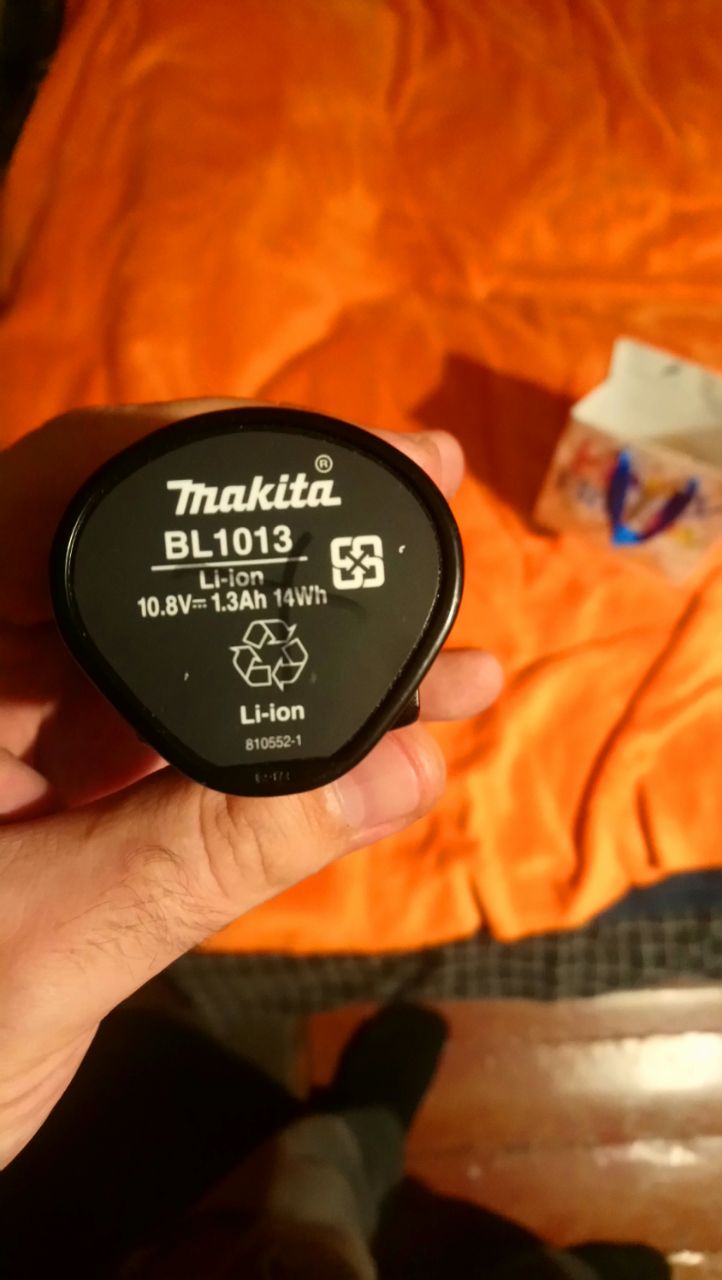 makita®
BL1013
Li-ion
10.8V⎓ 1.3Ah 14Wh
Li-ion
810552-1